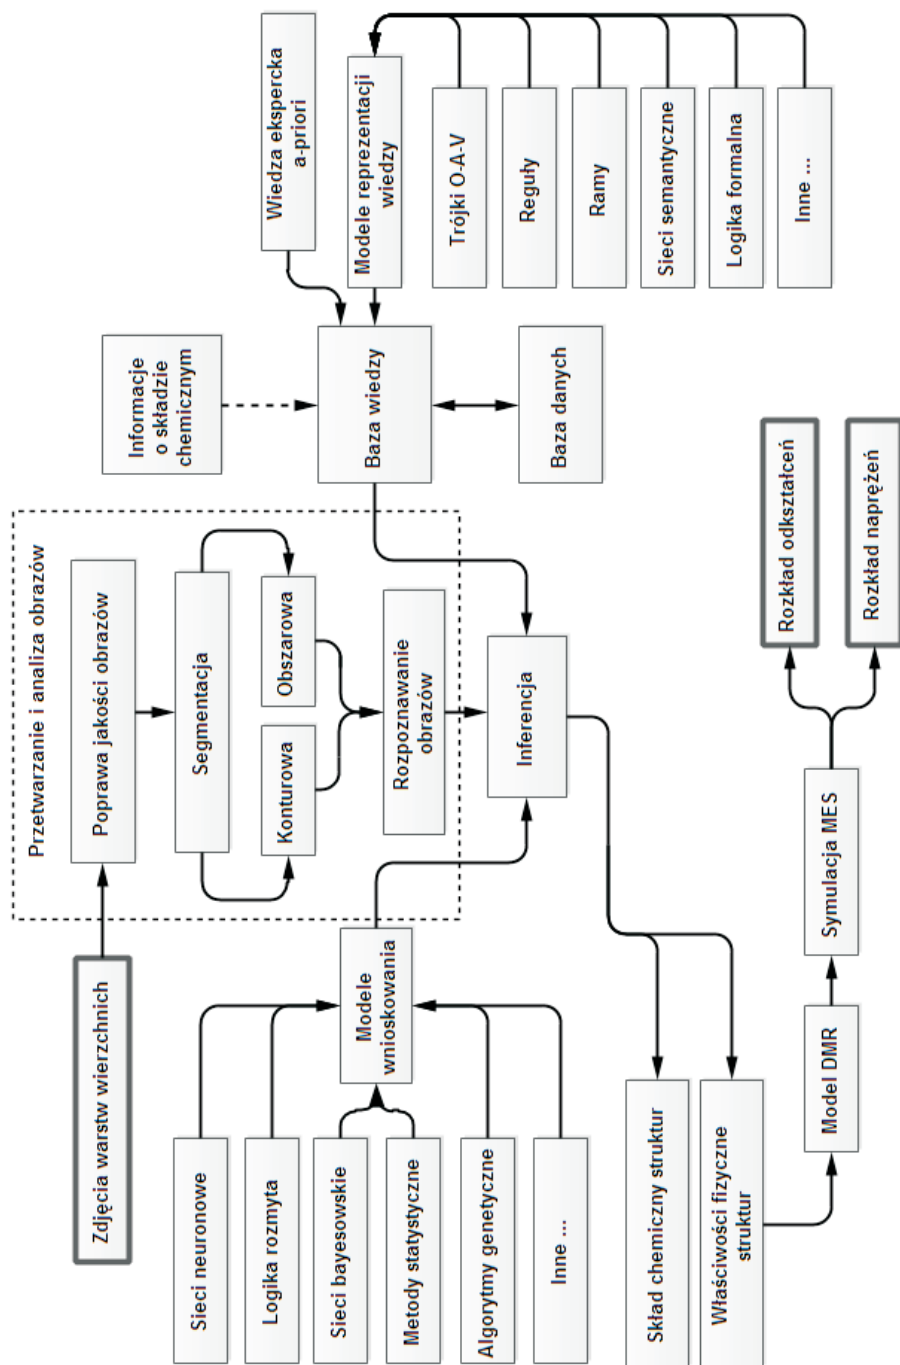 Zdjęcia warstw wierzchnich
Przetwarzanie i analiza obrazów
Poprawa jakości obrazów
Segmentacja
Konturowa
Obszarowa
Rozpoznawanie
obrazów
Informacje
o składzie
chemicznym
Wiedza ekspercka
a-priori
Modele reprezentacji
wiedzy
Trójki O-A-V
Reguły
Ramy
Sieci semantyczne
Logika formalna
Inne ...
Baza wiedzy
Baza danych
Sieci neuronowe
Logika rozmyta
Sieci bayesowskie
Metody statystyczne
Algorytmy genetyczne
Inne ...
Modele
wnioskowania
Inferencja
Skład chemiczny struktur
Właściwości fizyczne
struktur
Model DMR
Symulacja MES
Rozkład odkształceń
Rozkład naprężeń